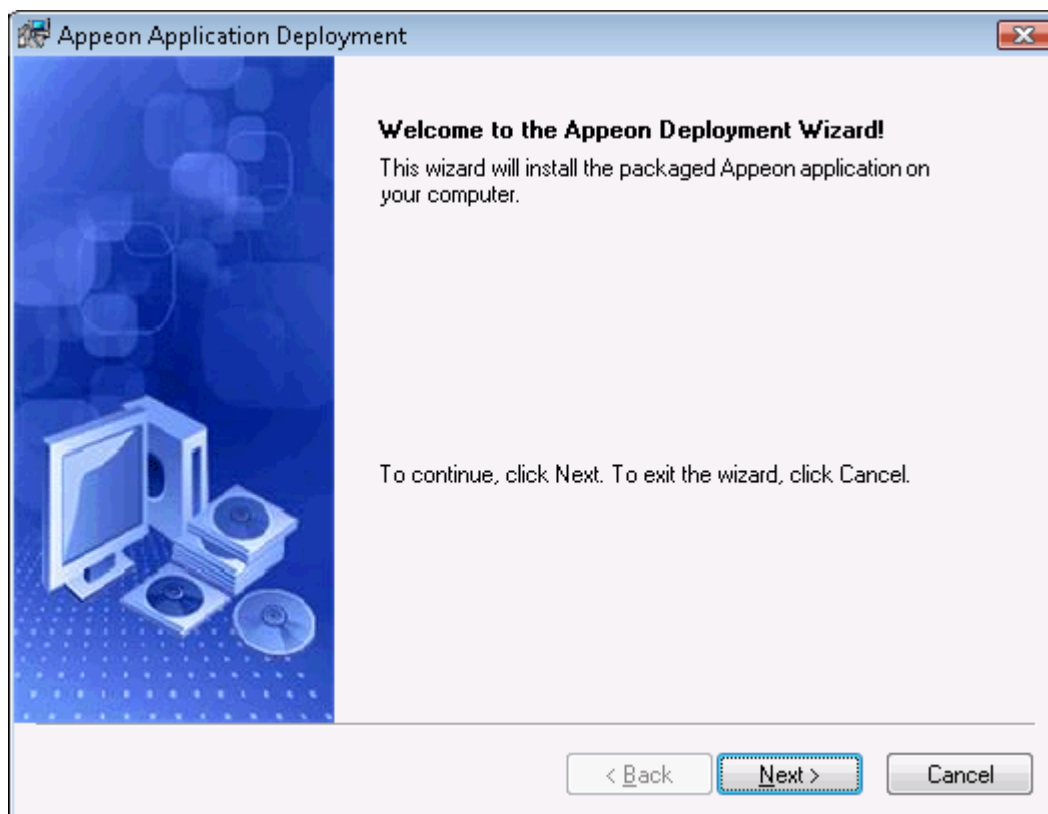 Appeon Application Deployment
Welcome to the Appeon Deployment Wizard!
This wizard will install the packaged Appeon application on
your computer.
To continue, click Next. To exit the wizard, click Cancel.
< Back
Next >
Cancel